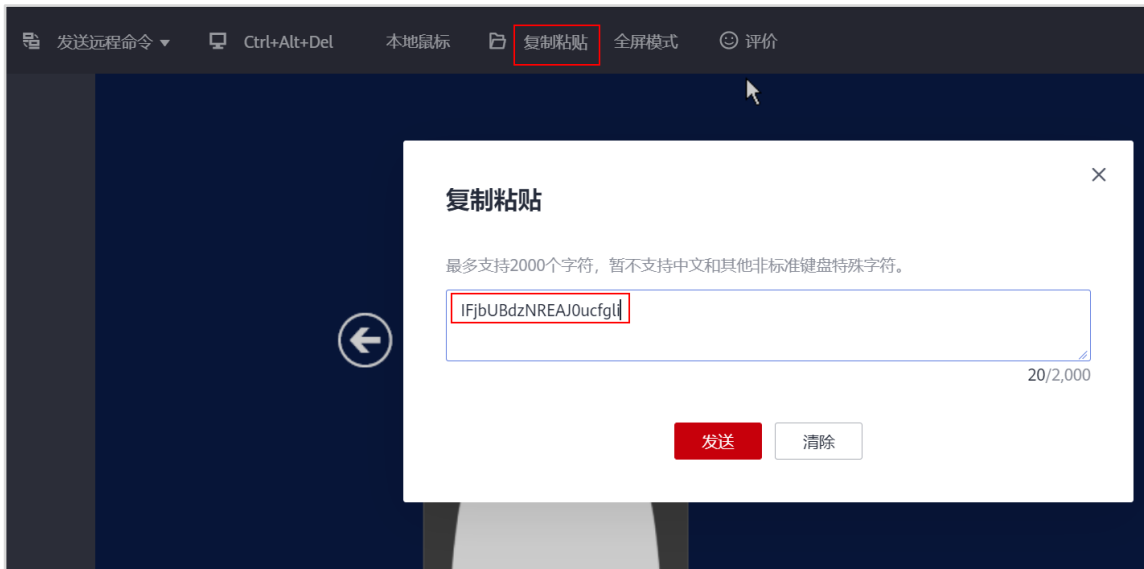 发送远程命令 ▼ Ctrl+Alt+Del 本地鼠标 复制粘贴 全屏模式 评价
复制粘贴
最多支持2000个字符，暂不支持中文和其他非标准键盘特殊字符。
IFjbUBdzNREAJ0ucfgli
20/2,000
发送 清除